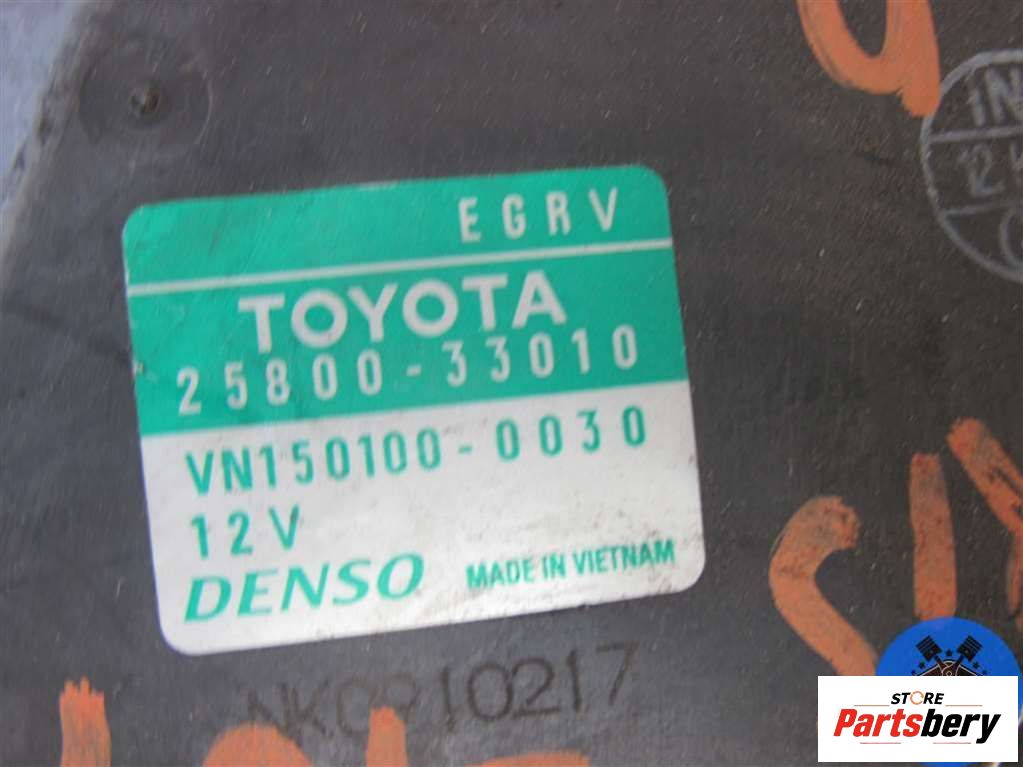 EGRV
TOYOTA
25800-33010
VN150100-0030
12V
DENSO MADE IN VIETNAM
STORE
Partsbery